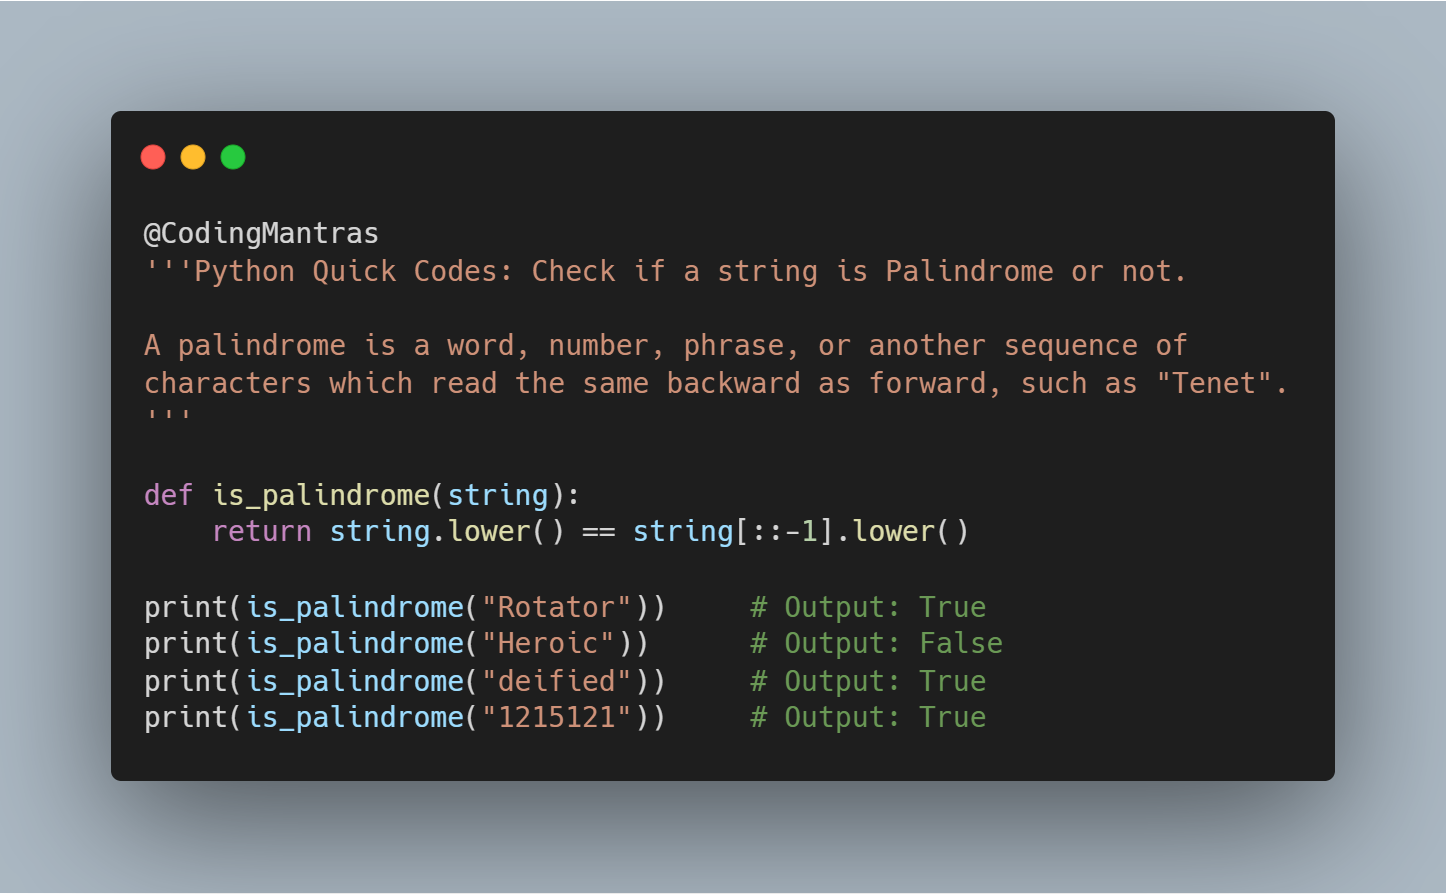 @CodingMantras
'''Python Quick Codes: Check if a string is Palindrome or not.

A palindrome is a word, number, phrase, or another sequence of
characters which read the same backward as forward, such as "Tenet".
'''

def is_palindrome(string):
    return string.lower() == string[::-1].lower()

print(is_palindrome("Rotator"))     # Output: True
print(is_palindrome("Heroic"))      # Output: False
print(is_palindrome("deified"))     # Output: True
print(is_palindrome("1215121"))     # Output: True